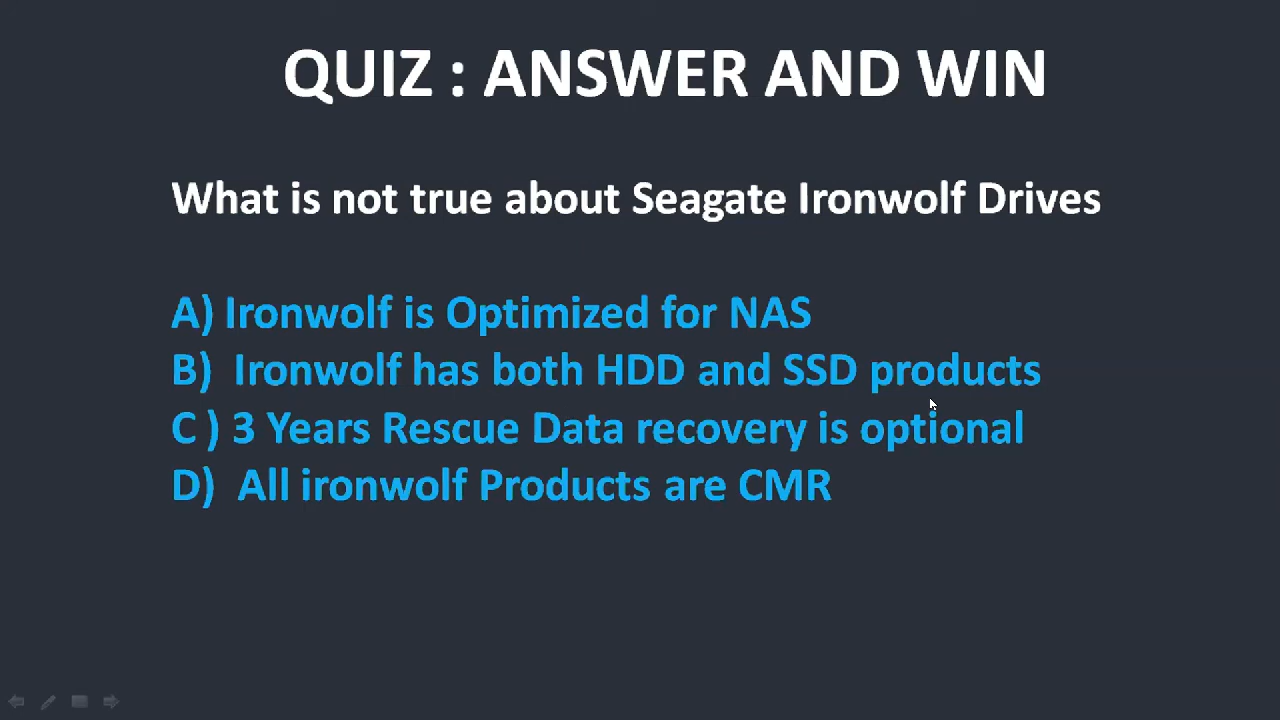 QUIZ : ANSWER AND WIN
What is not true about Seagate Ironwolf Drives
A) Ironwolf is Optimized for NAS
B) Ironwolf has both HDD and SSD products
C ) 3 Years Rescue Data recovery is optional
D) All ironwolf Products are CMR